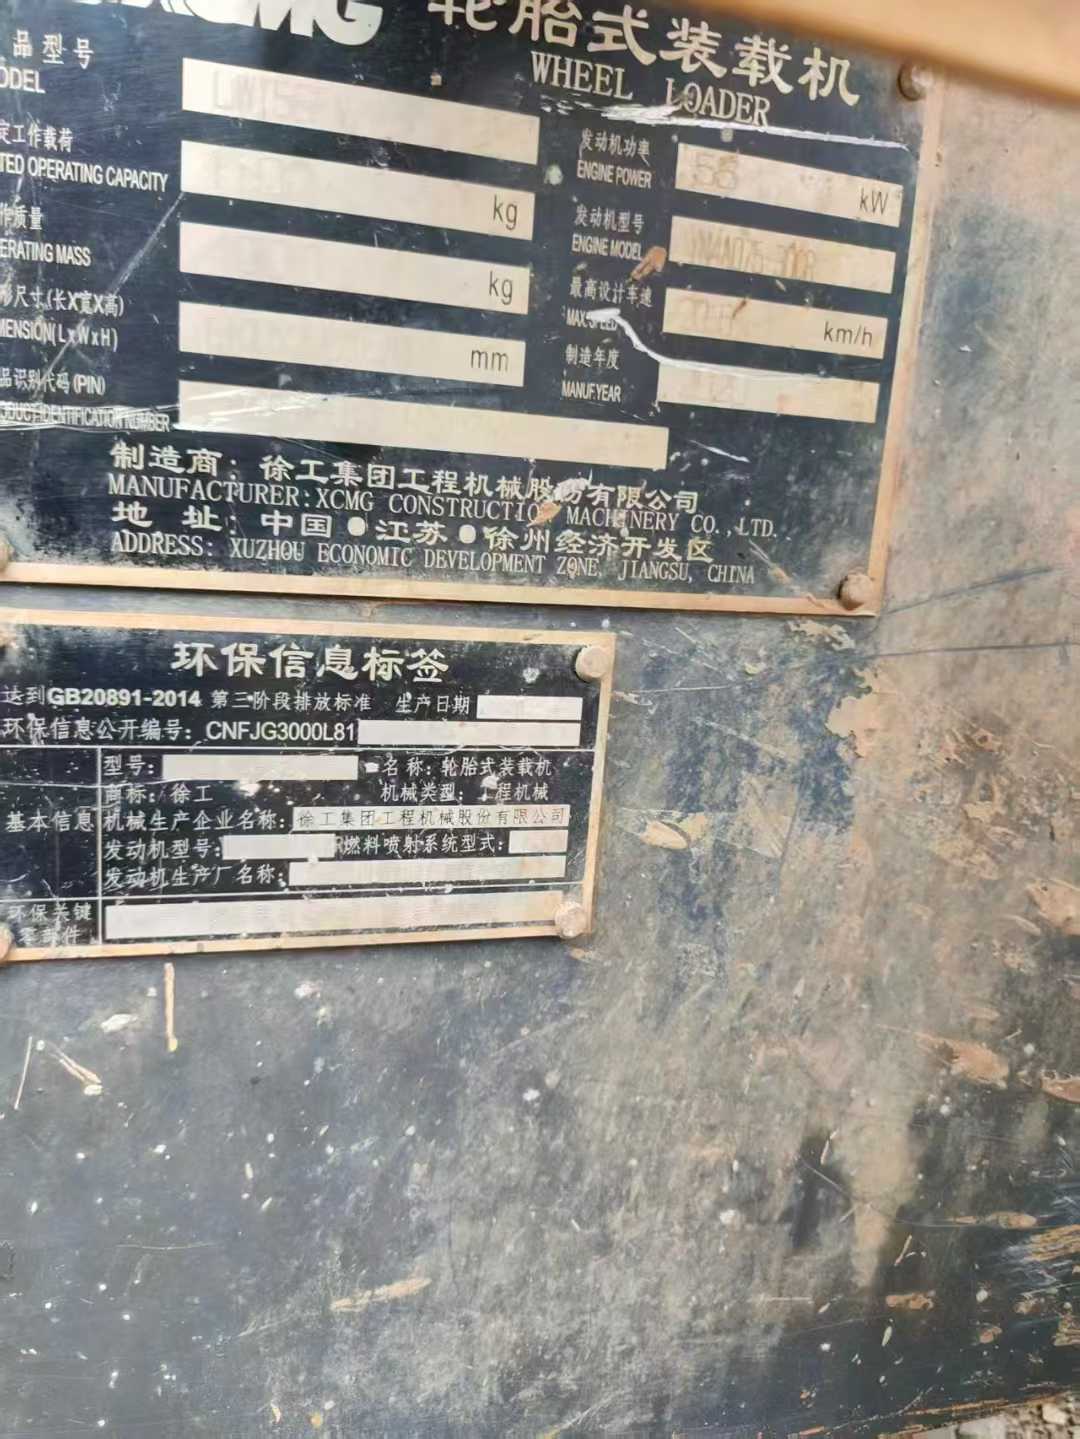 XCMG 轮胎式装载机
品型号 WHEEL LOADER
ODEL
定工作载荷 发动机功率
TED OPERATING CAPACITY kg ENGINE POWER 55 kW
作质量 发动机型号
ERATING MASS kg ENGINE MODEL
形尺寸(长X宽X高) 最高设计车速
MENSION(LxWxH) mm MAX.SPEED km/h
品识别代码(PIN) 制造年度
ODUCT IDENTIFICATION NUMBER MANUF.YEAR
制造商: 徐工集团工程机械股份有限公司
MANUFACTURER:XCMG CONSTRUCTION MACHINERY CO.,LTD.
地 址: 中国●江苏●徐州经济开发区
ADDRESS: XUZHOU ECONOMIC DEVELOPMENT ZONE, JIANGSU, CHINA
环保信息标签
达到GB20891-2014 第三阶段排放标准 生产日期
环保信息公开编号: CNFJG3000L81
型号: 名称: 轮胎式装载机
商标: 徐工 机械类型: 工程机械
基本信息 机械生产企业名称: 徐工集团工程机械股份有限公司
发动机型号: R燃料喷射系统型式:
发动机生产厂名称:
环保关键
零部件